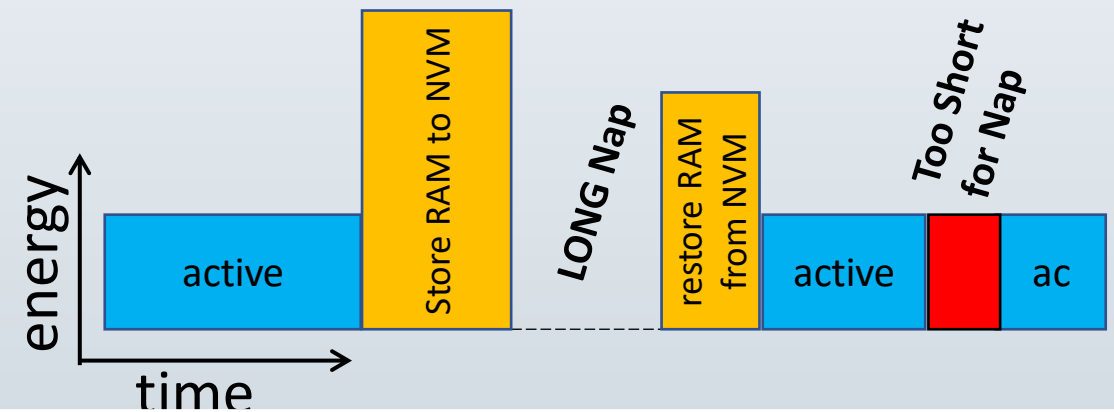 energy
time
active
Store RAM to NVM
LONG Nap
restore RAM
from NVM
active
Too Short
for Nap
ac